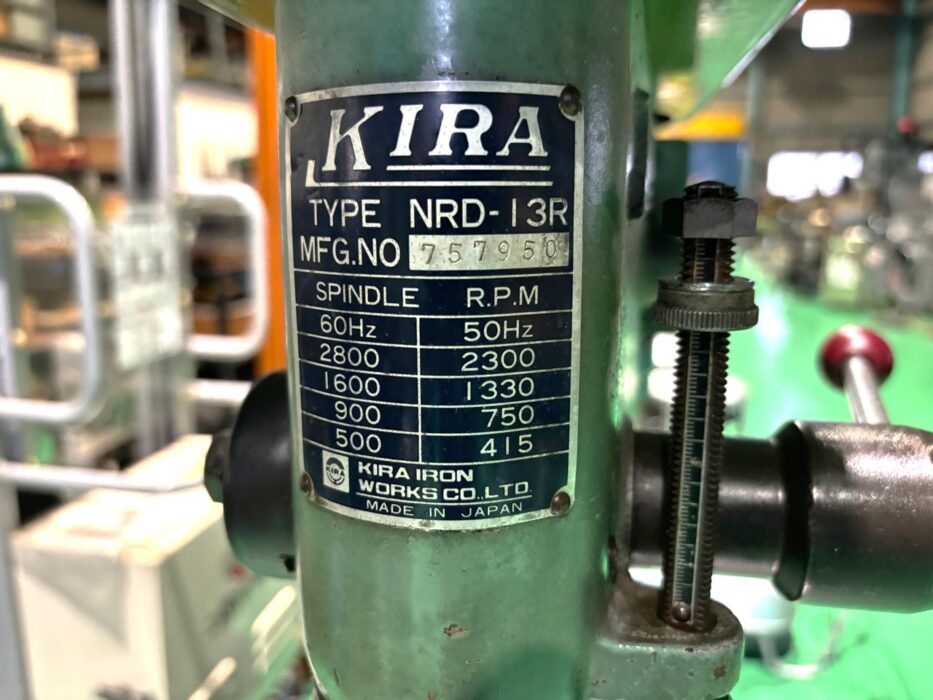 KIRA
TYPE NRD-13R
MFG.NO 757950
SPINDLE R.P.M
60Hz 50Hz
2800 2300
1600 1330
900 750
500 415
KIRA
KIRA IRON
WORKS CO.,LTD.
MADE IN JAPAN